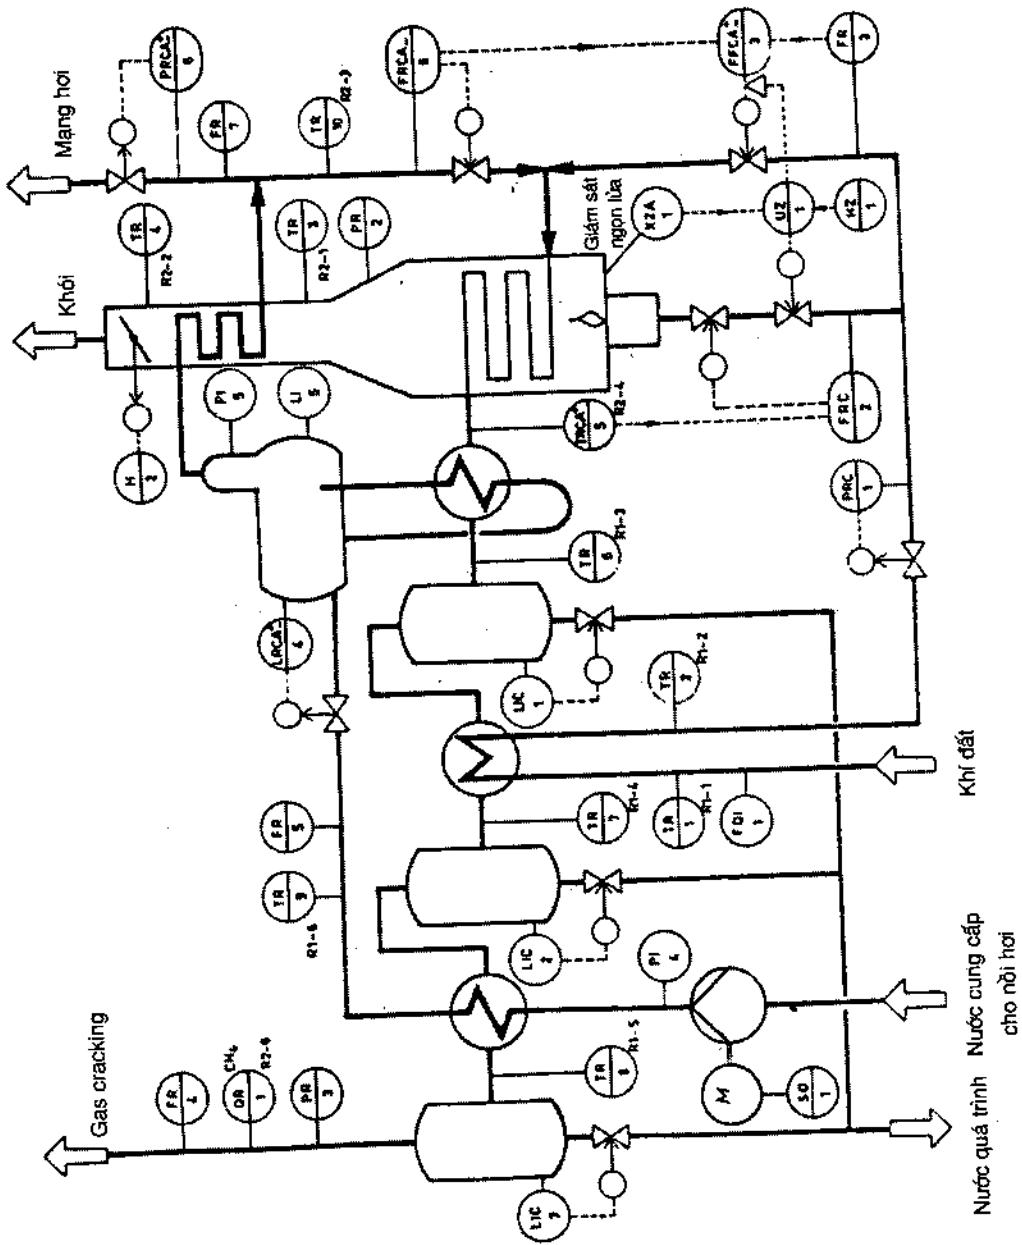 Mạng hơi
Khói
Gas cracking
PRCA±
6
FR
7
TR
10
R2-3
FRCA-
8
FFCA±
3
FR
3
TR
4
R2-2
TR
3
R2-1
PR
2
Giám sát
ngọn lửa
XZA
1
UZ
1
HZ
1
H
2
PI
5
LI
5
TRCA±
5
R2-4
FRC
2
PRC
1
LRCA±
4
TR
6
R1-3
LIC
1
TR
2
R1-2
FR
5
TR
9
R1-6
TR
7
R1-4
TR
1
R1-1
FQI
1
Khí đất
LIC
2
PI
4
Nước cung cấp
cho nồi hơi
FR
4
QR
1
CH₄
R2-6
PR
3
TR
8
R1-5
M
SO
1
LIC
3
Nước quá trình